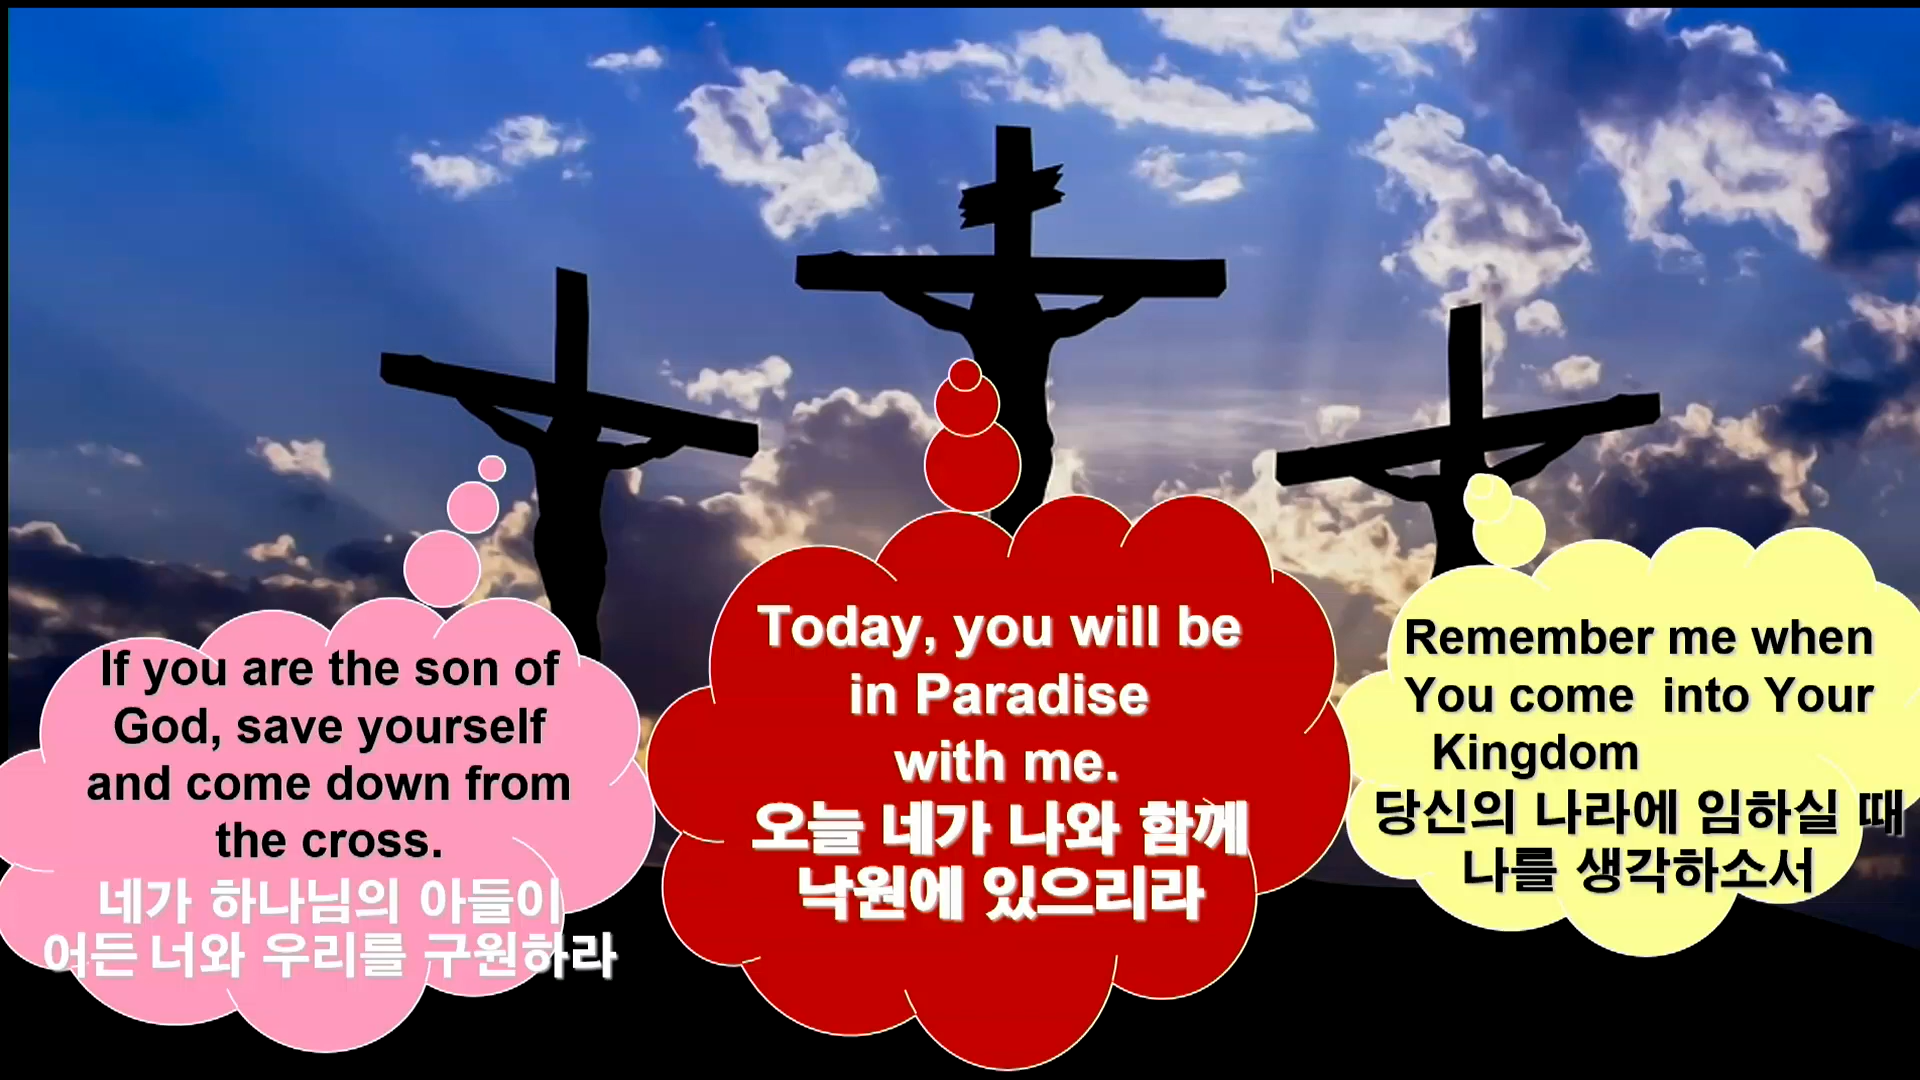 If you are the son of
God, save yourself
and come down from
the cross.
네가 하나님의 아들이
어든 너와 우리를 구원하라
Today, you will be
in Paradise
with me.
오늘 네가 나와 함께
낙원에 있으리라
Remember me when
You come into Your
Kingdom
당신의 나라에 임하실 때
나를 생각하소서